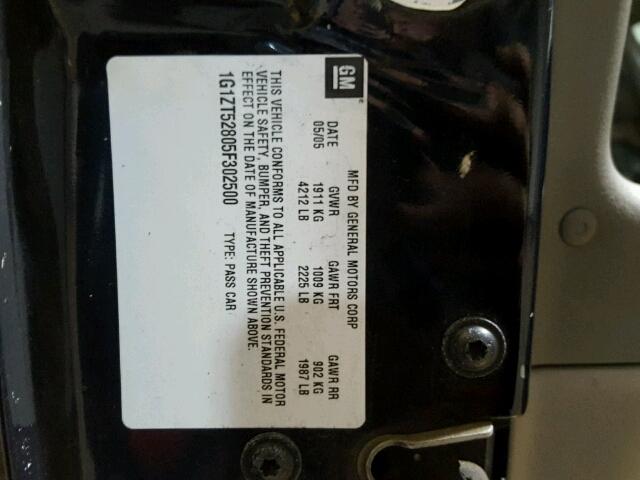 GM
MFD BY GENERAL MOTORS CORP
DATE GVWR GAWR FRT GAWR RR
05/05 1911 KG 1009 KG 902 KG
4212 LB 2225 LB 1987 LB
THIS VEHICLE CONFORMS TO ALL APPLICABLE U.S. FEDERAL MOTOR
VEHICLE SAFETY, BUMPER, AND THEFT PREVENTION STANDARDS IN
EFFECT ON THE DATE OF MANUFACTURE SHOWN ABOVE.
1G1ZT52805F302500 TYPE: PASS CAR